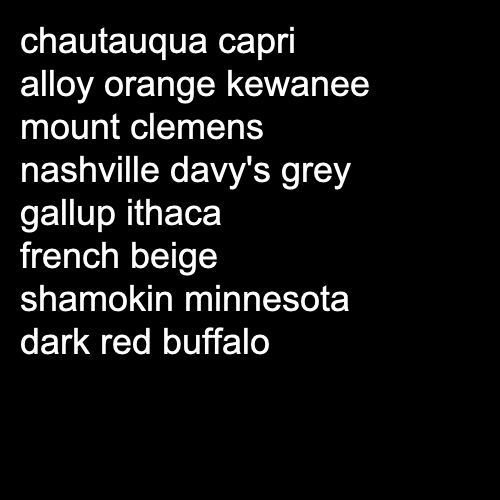 chautauqua capri
alloy orange kewanee
mount clemens
nashville davy's grey
gallup ithaca
french beige
shamokin minnesota
dark red buffalo